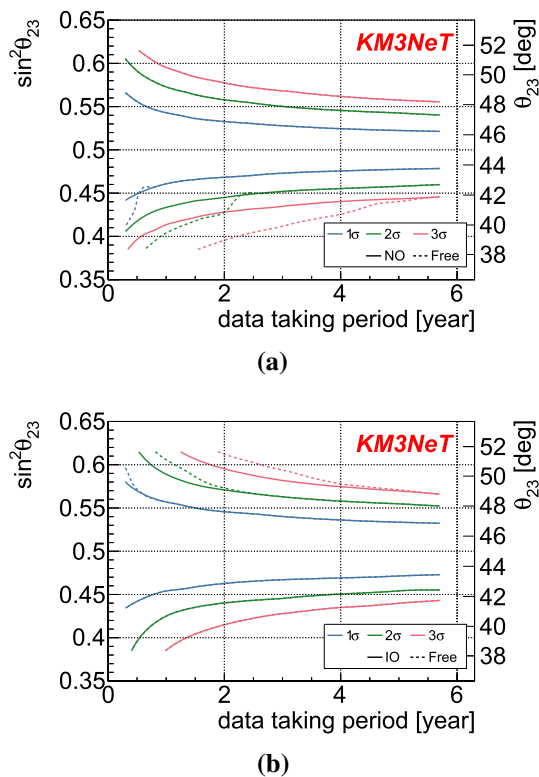 KM3NeT
sin²θ₂₃
θ₂₃ [deg]
0.65
0.6
0.55
0.5
0.45
0.4
0.35
52
50
48
46
44
42
40
38
1σ 2σ 3σ
NO Free
0 2 4 6
data taking period [year]
(a)
KM3NeT
sin²θ₂₃
θ₂₃ [deg]
0.65
0.6
0.55
0.5
0.45
0.4
0.35
52
50
48
46
44
42
40
38
1σ 2σ 3σ
IO Free
0 2 4 6
data taking period [year]
(b)